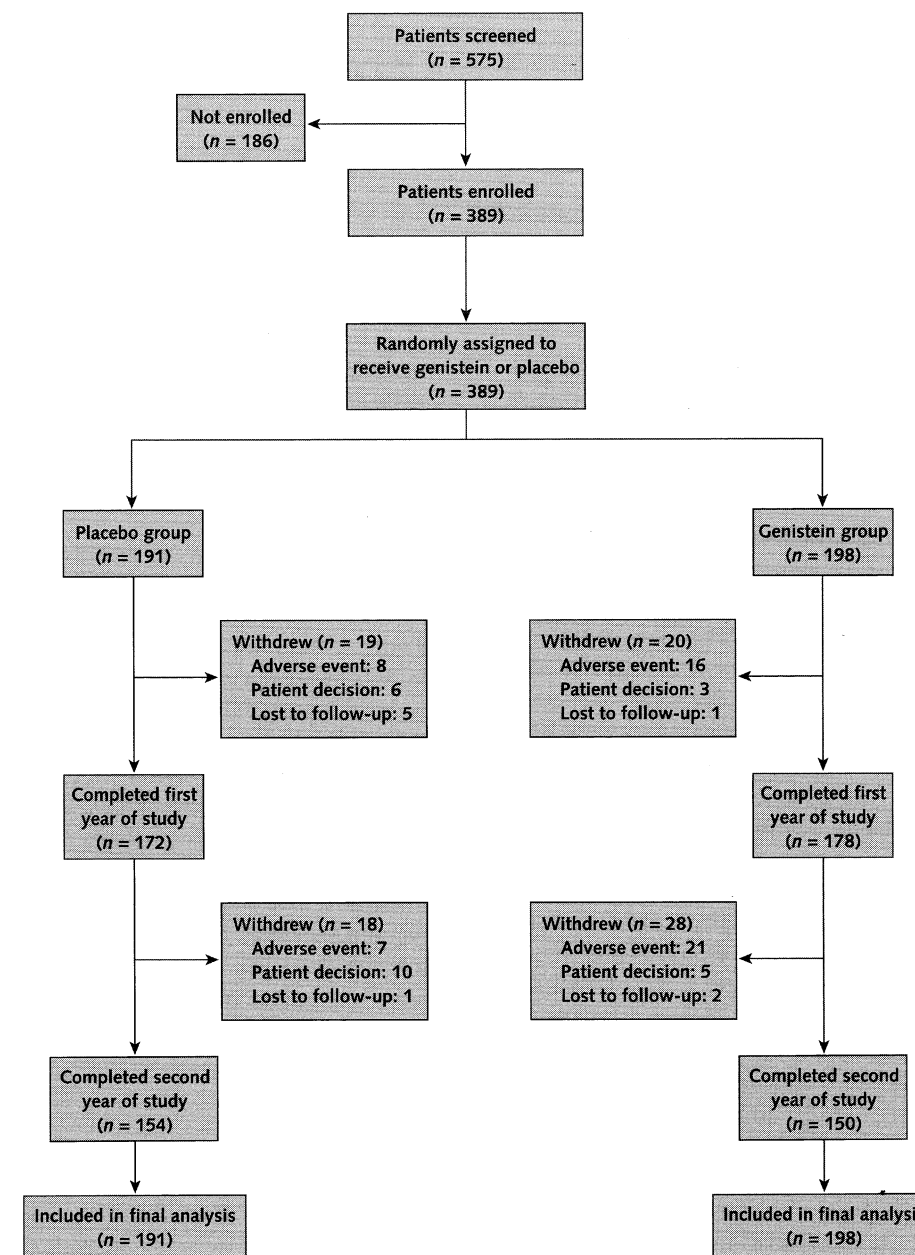 Patients screened
(n = 575)
Not enrolled
(n = 186)
Patients enrolled
(n = 389)
Randomly assigned to
receive genistein or placebo
(n = 389)
Placebo group
(n = 191)
Genistein group
(n = 198)
Withdrew (n = 19)
Adverse event: 8
Patient decision: 6
Lost to follow-up: 5
Withdrew (n = 20)
Adverse event: 16
Patient decision: 3
Lost to follow-up: 1
Completed first
year of study
(n = 172)
Completed first
year of study
(n = 178)
Withdrew (n = 18)
Adverse event: 7
Patient decision: 10
Lost to follow-up: 1
Withdrew (n = 28)
Adverse event: 21
Patient decision: 5
Lost to follow-up: 2
Completed second
year of study
(n = 154)
Completed second
year of study
(n = 150)
Included in final analysis
(n = 191)
Included in final analysi
(n = 198)